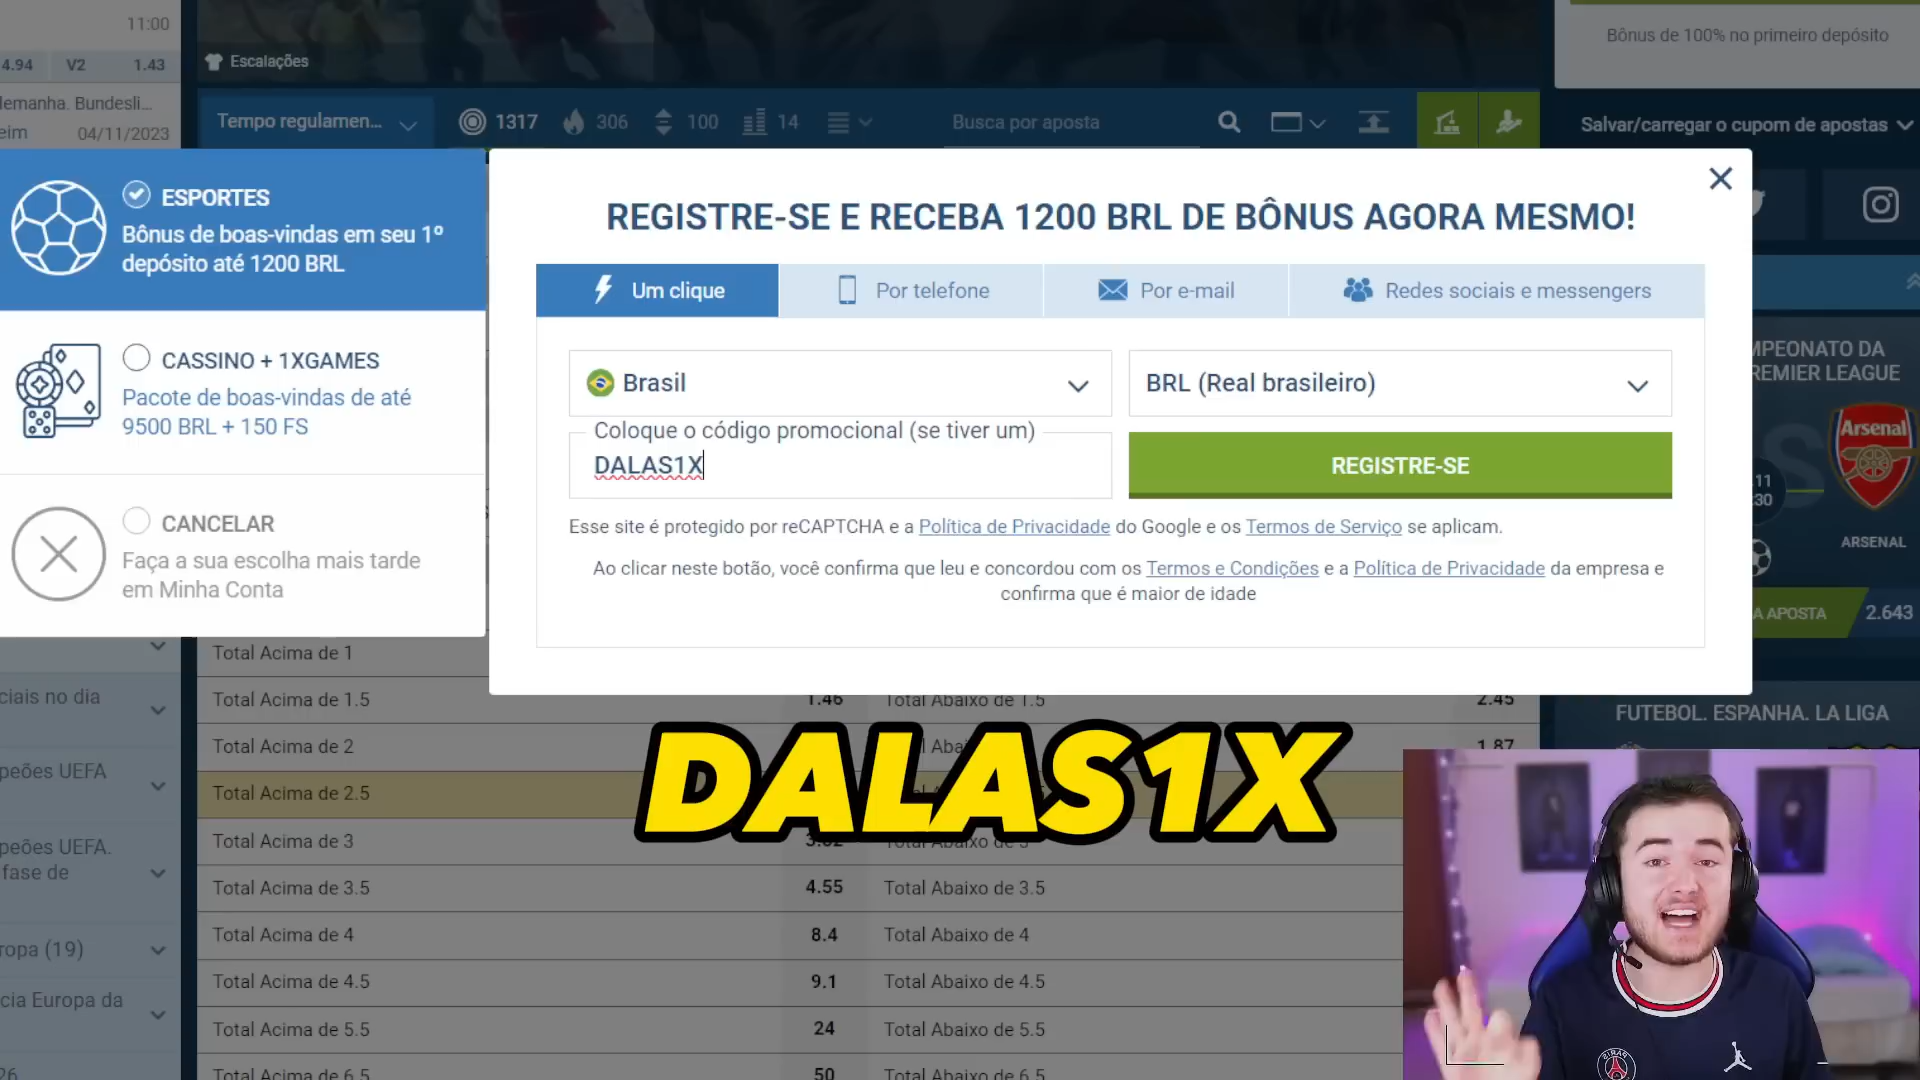 11:00
4.94 V2 1.43
04/11/2023
Escalações
Tempo regulamen... 1317 306 100 14 Busca por aposta
Bônus de 100% no primeiro depósito
Salvar/carregar o cupom de apostas
ESPORTES
Bônus de boas-vindas em seu 1º
depósito até 1200 BRL
CASSINO + 1XGAMES
Pacote de boas-vindas de até
9500 BRL + 150 FS
CANCELAR
Faça a sua escolha mais tarde
em Minha Conta
REGISTRE-SE E RECEBA 1200 BRL DE BÔNUS AGORA MESMO!
Um clique Por telefone Por e-mail Redes sociais e messengers
Brasil BRL (Real brasileiro)
Coloque o código promocional (se tiver um)
DALAS1X REGISTRE-SE
Esse site é protegido por reCAPTCHA e a Política de Privacidade do Google e os Termos de Serviço se aplicam.
Ao clicar neste botão, você confirma que leu e concordou com os Termos e Condições e a Política de Privacidade da empresa e
confirma que é maior de idade
MPEONATO DA
REMIER LEAGUE
Arsenal
ARSENAL
A APOSTA 2.643
FUTEBOL. ESPANHA. LA LIGA
ciais no dia
peões UEFA
peões UEFA.
fase de
ropa (19)
cia Europa da
Total Acima de 1
Total Acima de 1.5 1.46 Total Abaixo de 1.5 2.45
Total Acima de 2 1.87
Total Acima de 2.5
Total Acima de 3 Total Abaixo de 3
Total Acima de 3.5 4.55 Total Abaixo de 3.5
Total Acima de 4 8.4 Total Abaixo de 4
Total Acima de 4.5 9.1 Total Abaixo de 4.5
Total Acima de 5.5 24 Total Abaixo de 5.5
Total Acima de 6.5 50 Total Abaixo de 6.5
DALAS1X